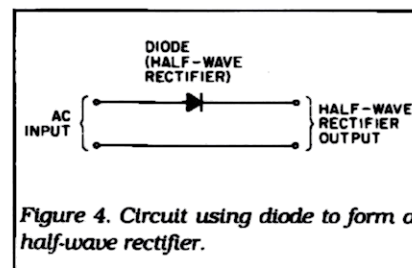 DIODE
(HALF-WAVE
RECTIFIER)
AC
INPUT
HALF-WAVE
RECTIFIER
OUTPUT
Figure 4. Circuit using diode to form a
half-wave rectifier.